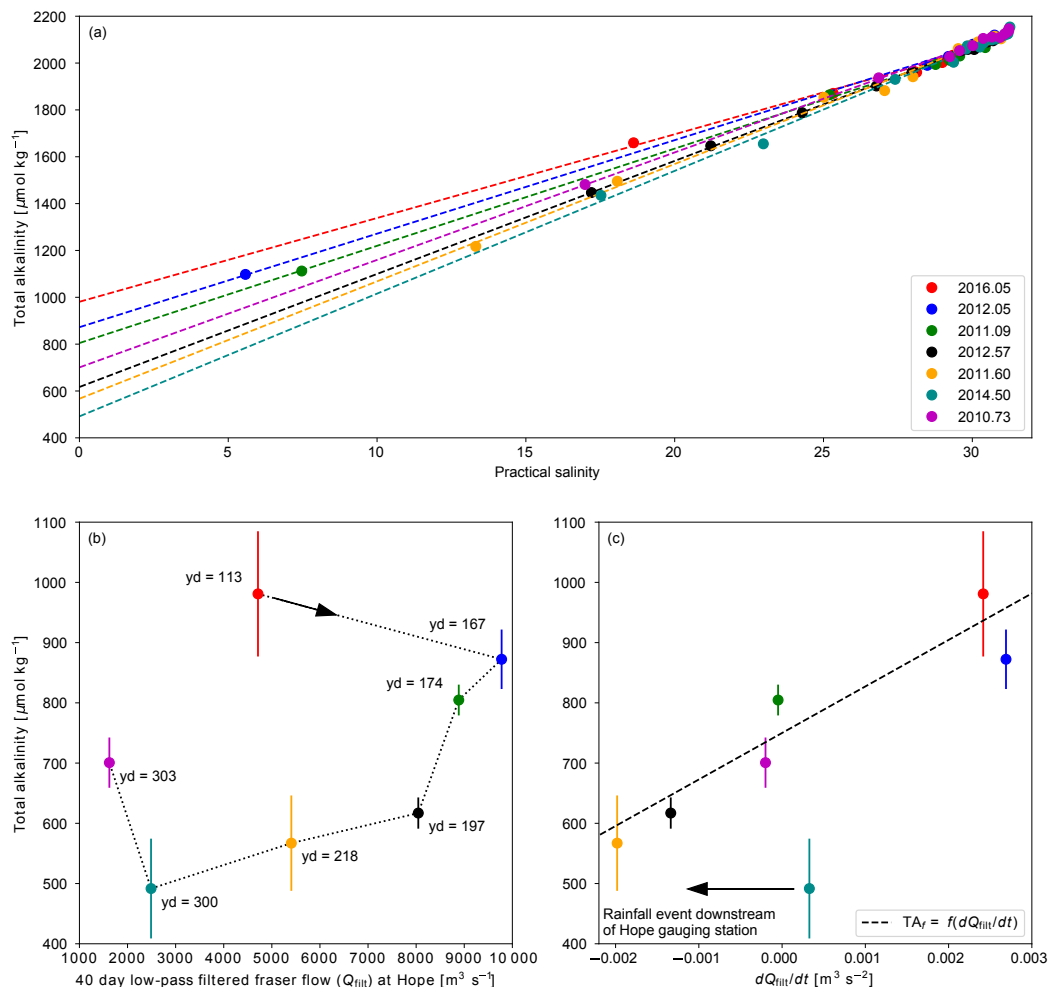 (a)
2200
2000
1800
1600
1400
1200
1000
800
600
400
Total alkalinity [μmol kg⁻¹]
0 5 10 15 20 25 30
Practical salinity
2016.05
2012.05
2011.09
2012.57
2011.60
2014.50
2010.73
(b)
1100
1000
900
800
700
600
500
400
Total alkalinity [μmol kg⁻¹]
yd = 113
yd = 167
yd = 174
yd = 303
yd = 197
yd = 218
yd = 300
1000 2000 3000 4000 5000 6000 7000 8000 9000 10 000
40 day low-pass filtered fraser flow (Q_filt) at Hope [m³ s⁻¹]
(c)
1100
1000
900
800
700
600
500
400
Rainfall event downstream
of Hope gauging station
TA_f = f(dQ_filt/dt)
−0.002 −0.001 0.000 0.001 0.002 0.003
dQ_filt/dt [m³ s⁻²]